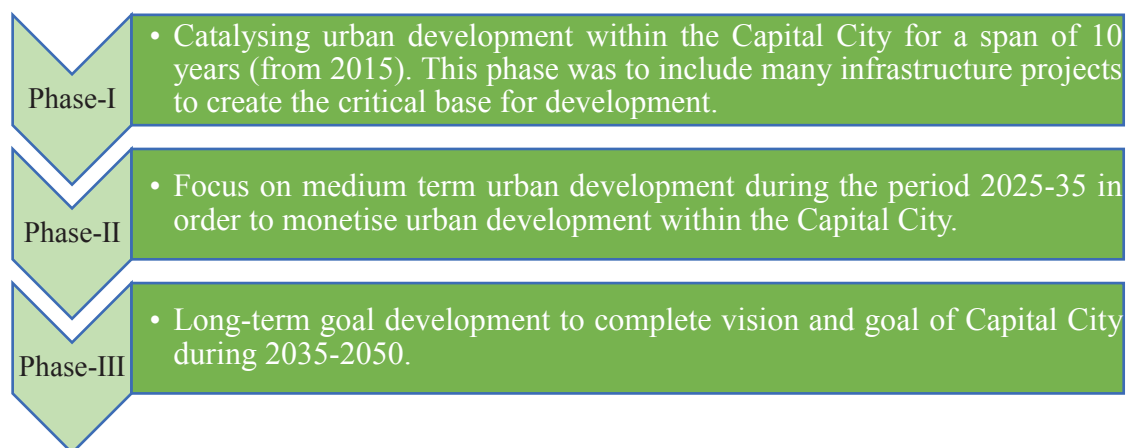 Phase-I
• Catalysing urban development within the Capital City for a span of 10
years (from 2015). This phase was to include many infrastructure projects
to create the critical base for development.
Phase-II
• Focus on medium term urban development during the period 2025-35 in
order to monetise urban development within the Capital City.
Phase-III
• Long-term goal development to complete vision and goal of Capital City
during 2035-2050.